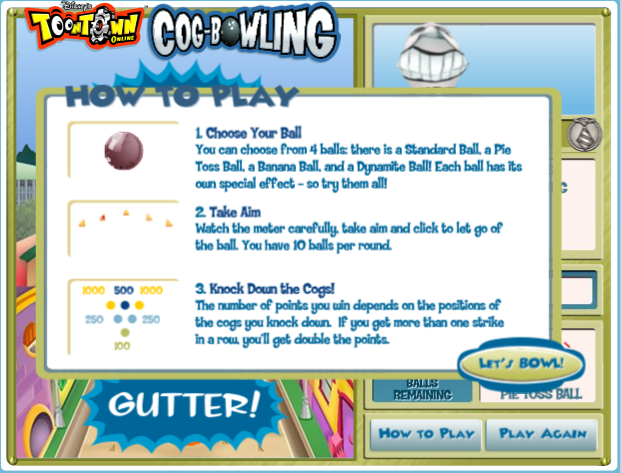 Disney's
TOONTOWN
ONLINE
COG-BOWLING
HOW TO PLAY
1. Choose Your Ball
You can choose from 4 balls: there is a Standard Ball, a Pie
Toss Ball, a Banana Ball, and a Dynamite Ball! Each ball has its
own special effect - so try them all!
2. Take Aim
Watch the meter carefully, take aim and click to let go of
the ball. You have 10 balls per round.
1000 500 1000
250 250
100
3. Knock Down the Cogs!
The number of points you win depends on the positions of
the cogs you knock down. If you get more than one strike
in a row, you'll get double the points.
LET'S BOWL!
GUTTER!
BALLS
REMAINING
PIE TOSS BALL
HOW TO PLAY
PLAY AGAIN